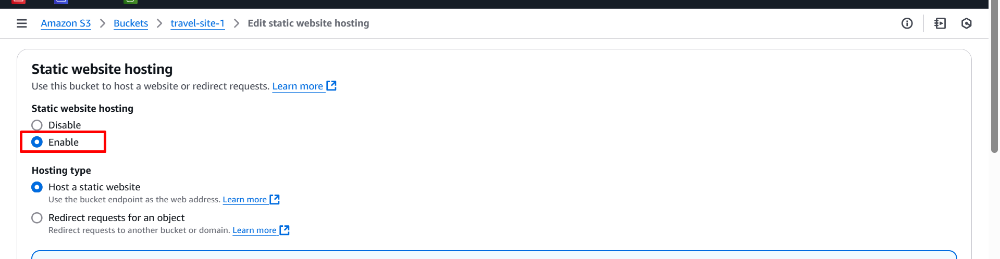 Amazon S3 > Buckets > travel-site-1 > Edit static website hosting
Static website hosting
Use this bucket to host a website or redirect requests. Learn more
Static website hosting
Disable
Enable
Hosting type
Host a static website
Use the bucket endpoint as the web address. Learn more
Redirect requests for an object
Redirect requests to another bucket or domain. Learn more